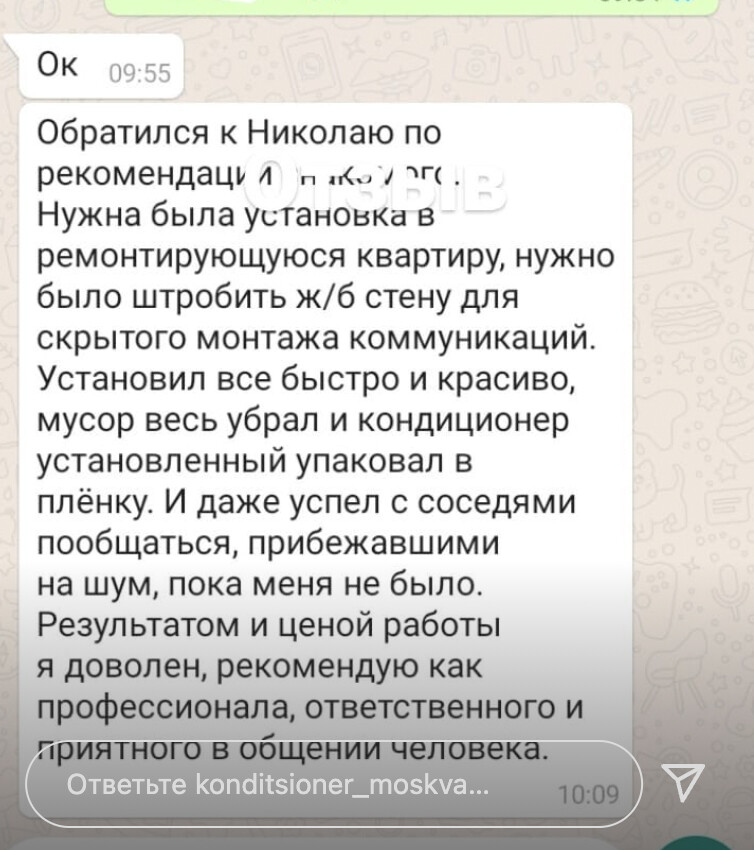 Ок 09:55
Обратился к Николаю по
рекомендации знакомого.
Отзыв
Нужна была установка в
ремонтирующуюся квартиру, нужно
было штробить ж/б стену для
скрытого монтажа коммуникаций.
Установил все быстро и красиво,
мусор весь убрал и кондиционер
установленный упаковал в
плёнку. И даже успел с соседями
пообщаться, прибежавшими
на шум, пока меня не было.
Результатом и ценой работы
я доволен, рекомендую как
профессионала, ответственного и
приятного в общении человека.
Ответьте konditsioner_moskva...
10:09